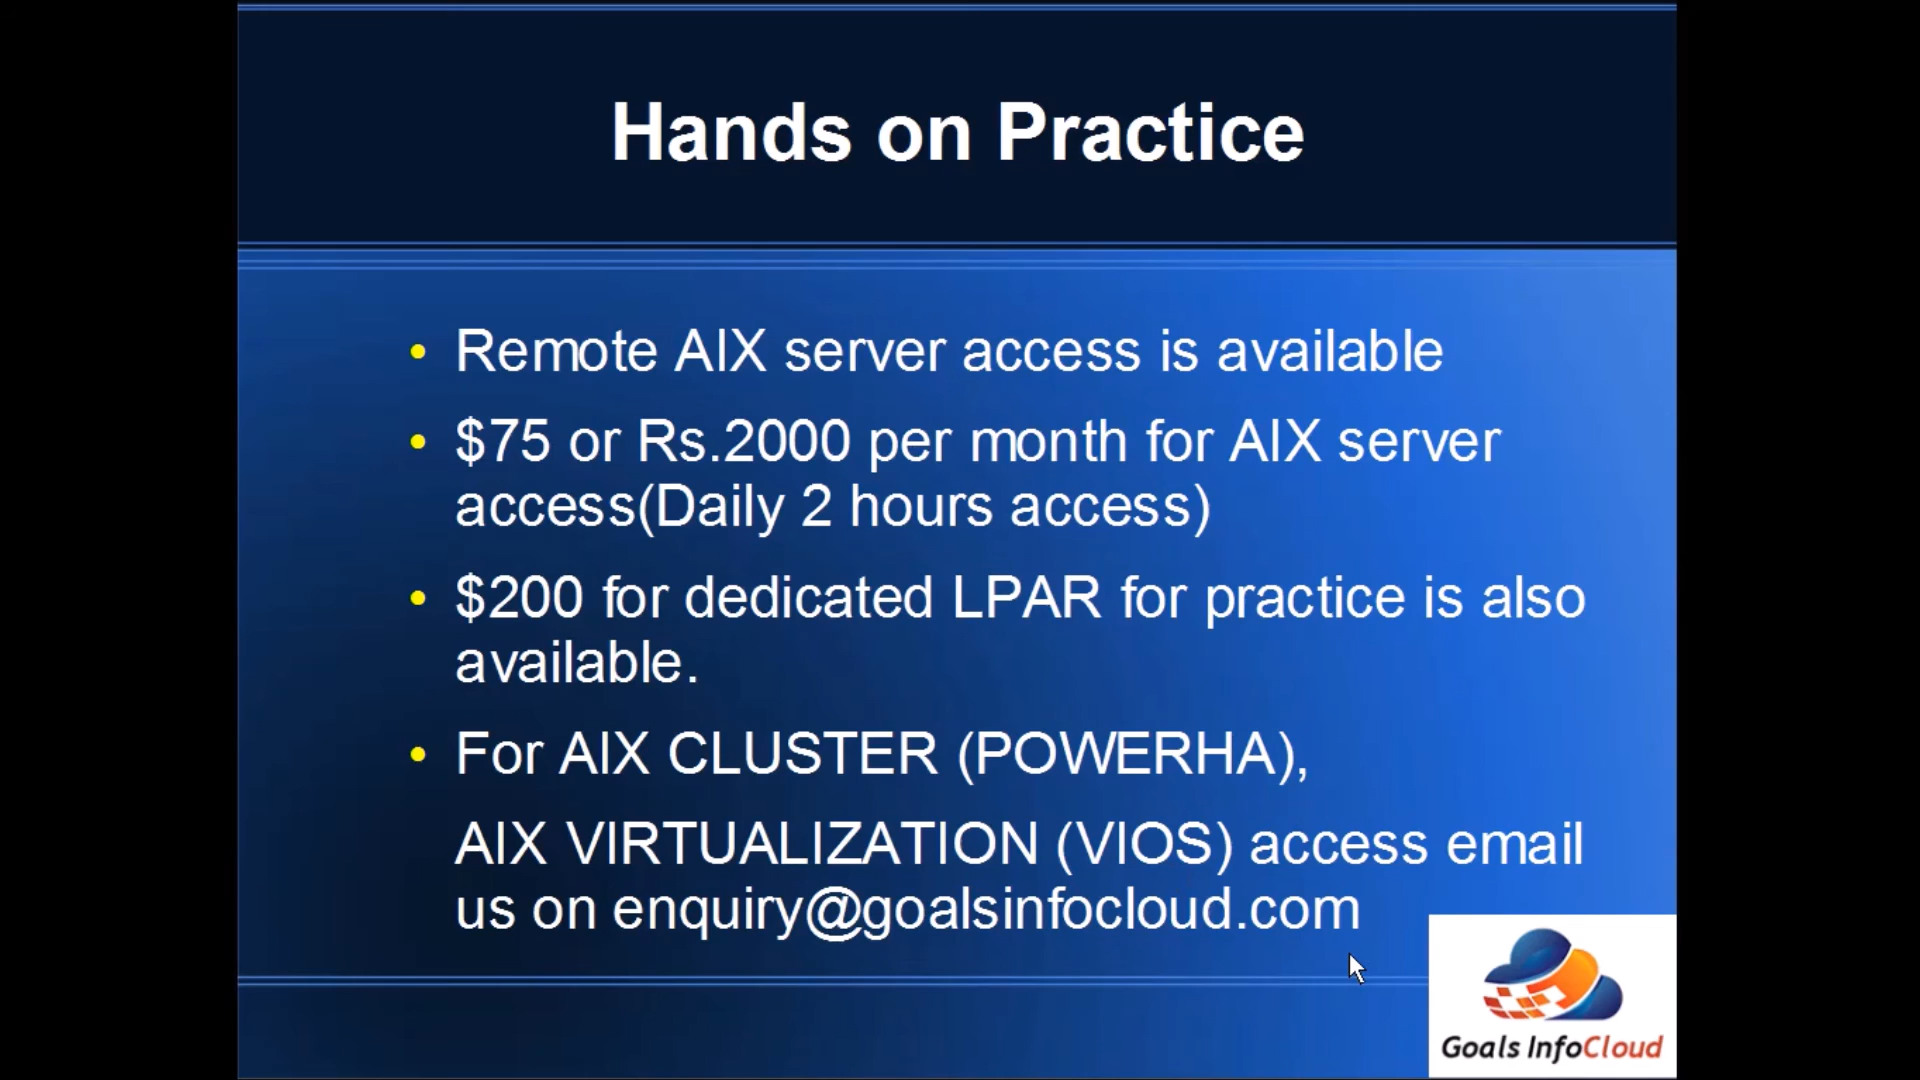 Hands on Practice
Remote AIX server access is available
$75 or Rs.2000 per month for AIX server
access(Daily 2 hours access)
$200 for dedicated LPAR for practice is also
available.
For AIX CLUSTER (POWERHA),
AIX VIRTUALIZATION (VIOS) access email
us on enquiry@goalsinfocloud.com
Goals InfoCloud